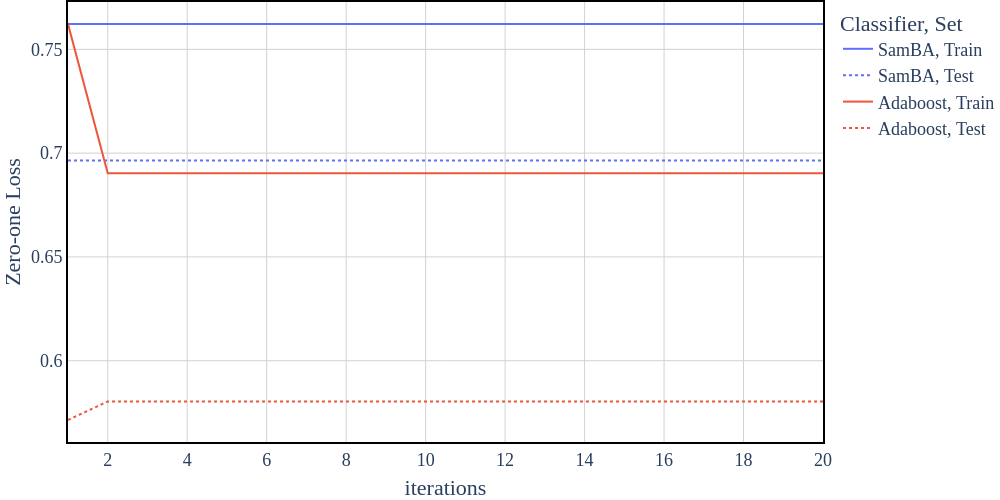 Classifier, Set
SamBA, Train
SamBA, Test
Adaboost, Train
Adaboost, Test
0.75
0.7
0.65
0.6
Zero-one Loss
2 4 6 8 10 12 14 16 18 20
iterations